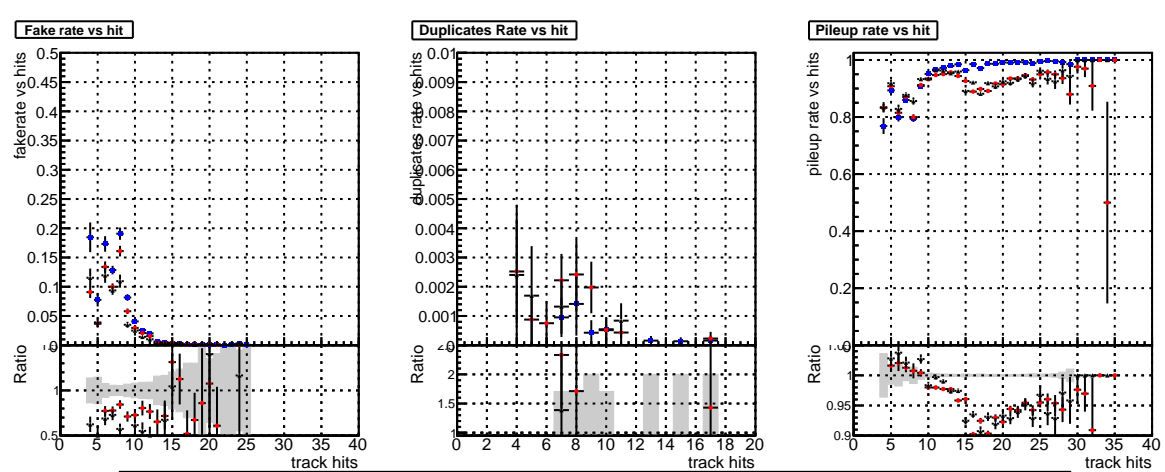 Fake rate vs hit
fakerate vs hits
0.5
0.45
0.4
0.35
0.3
0.25
0.2
0.15
0.1
0.05
Ratio
1
0.5
0 5 10 15 20 25 30 35 40
track hits
Duplicates Rate vs hit
duplicates rate vs hits
0.01
0.009
0.008
0.007
0.006
0.005
0.004
0.003
0.002
0.001
Ratio
2
1.5
1
0 2 4 6 8 10 12 14 16 18 20
track hits
Pileup rate vs hit
pileup rate vs hits
1
0.8
0.6
0.4
0.2
Ratio
1
0.95
0.9
0 5 10 15 20 25 30 35 40
track hits